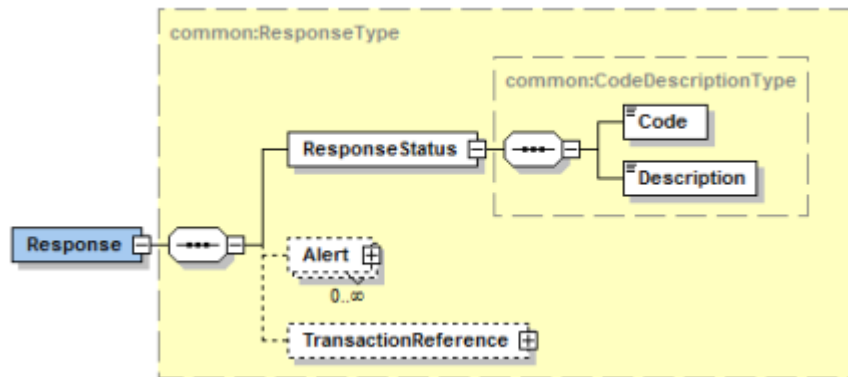 common:ResponseType
common:CodeDescriptionType
Code
ResponseStatus
Description
Response
Alert
0..∞
TransactionReference